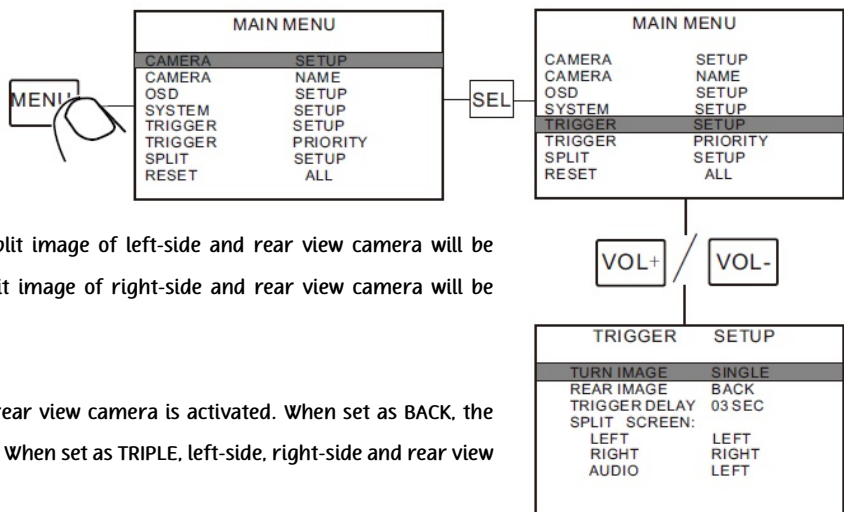 MAIN MENU
CAMERA SETUP
CAMERA NAME
OSD SETUP
SYSTEM SETUP
TRIGGER SETUP
TRIGGER PRIORITY
SPLIT SETUP
RESET ALL
MENU
SEL
MAIN MENU
CAMERA SETUP
CAMERA NAME
OSD SETUP
SYSTEM SETUP
TRIGGER SETUP
TRIGGER PRIORITY
SPLIT SETUP
RESET ALL
plit image of left-side and rear view camera will be
it image of right-side and rear view camera will be
VOL+ / VOL-
rear view camera is activated. When set as BACK, the
When set as TRIPLE, left-side, right-side and rear view
TRIGGER SETUP
TURN IMAGE SINGLE
REAR IMAGE BACK
TRIGGER DELAY 03 SEC
SPLIT SCREEN:
LEFT LEFT
RIGHT RIGHT
AUDIO LEFT